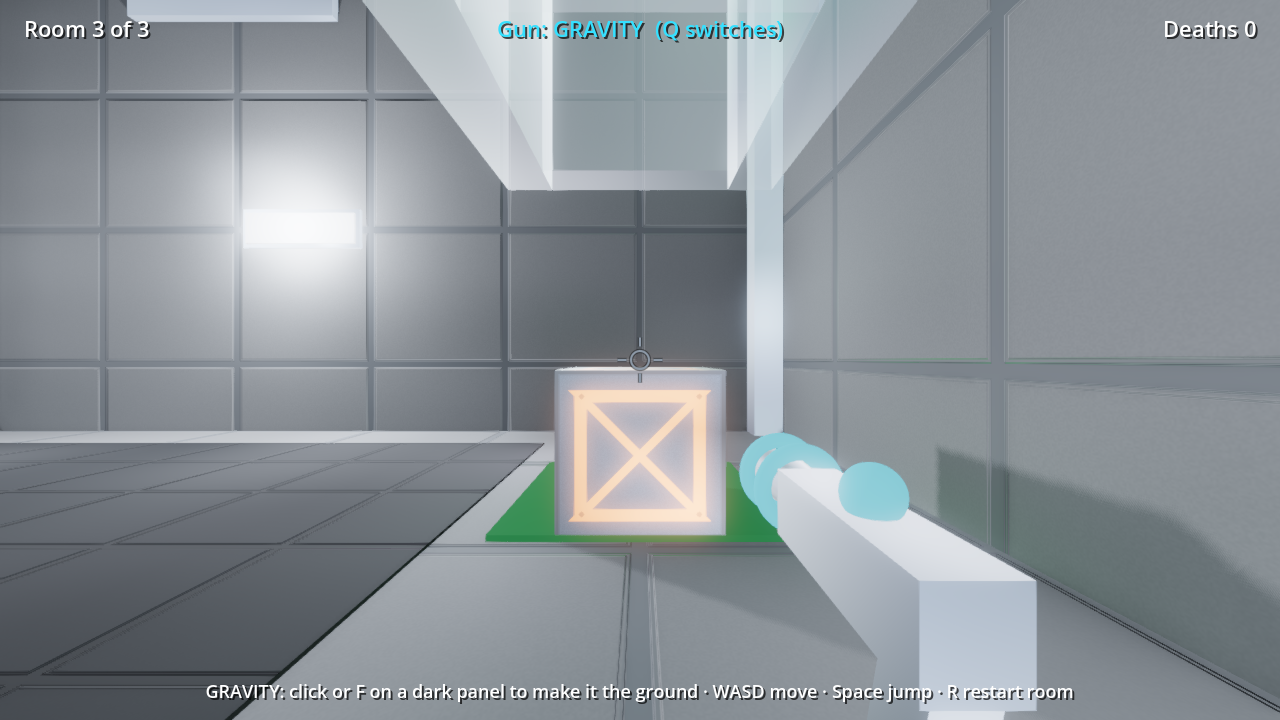 Room 3 of 3
Gun: GRAVITY (Q switches)
Deaths 0
GRAVITY: click or F on a dark panel to make it the ground · WASD move · Space jump · R restart room